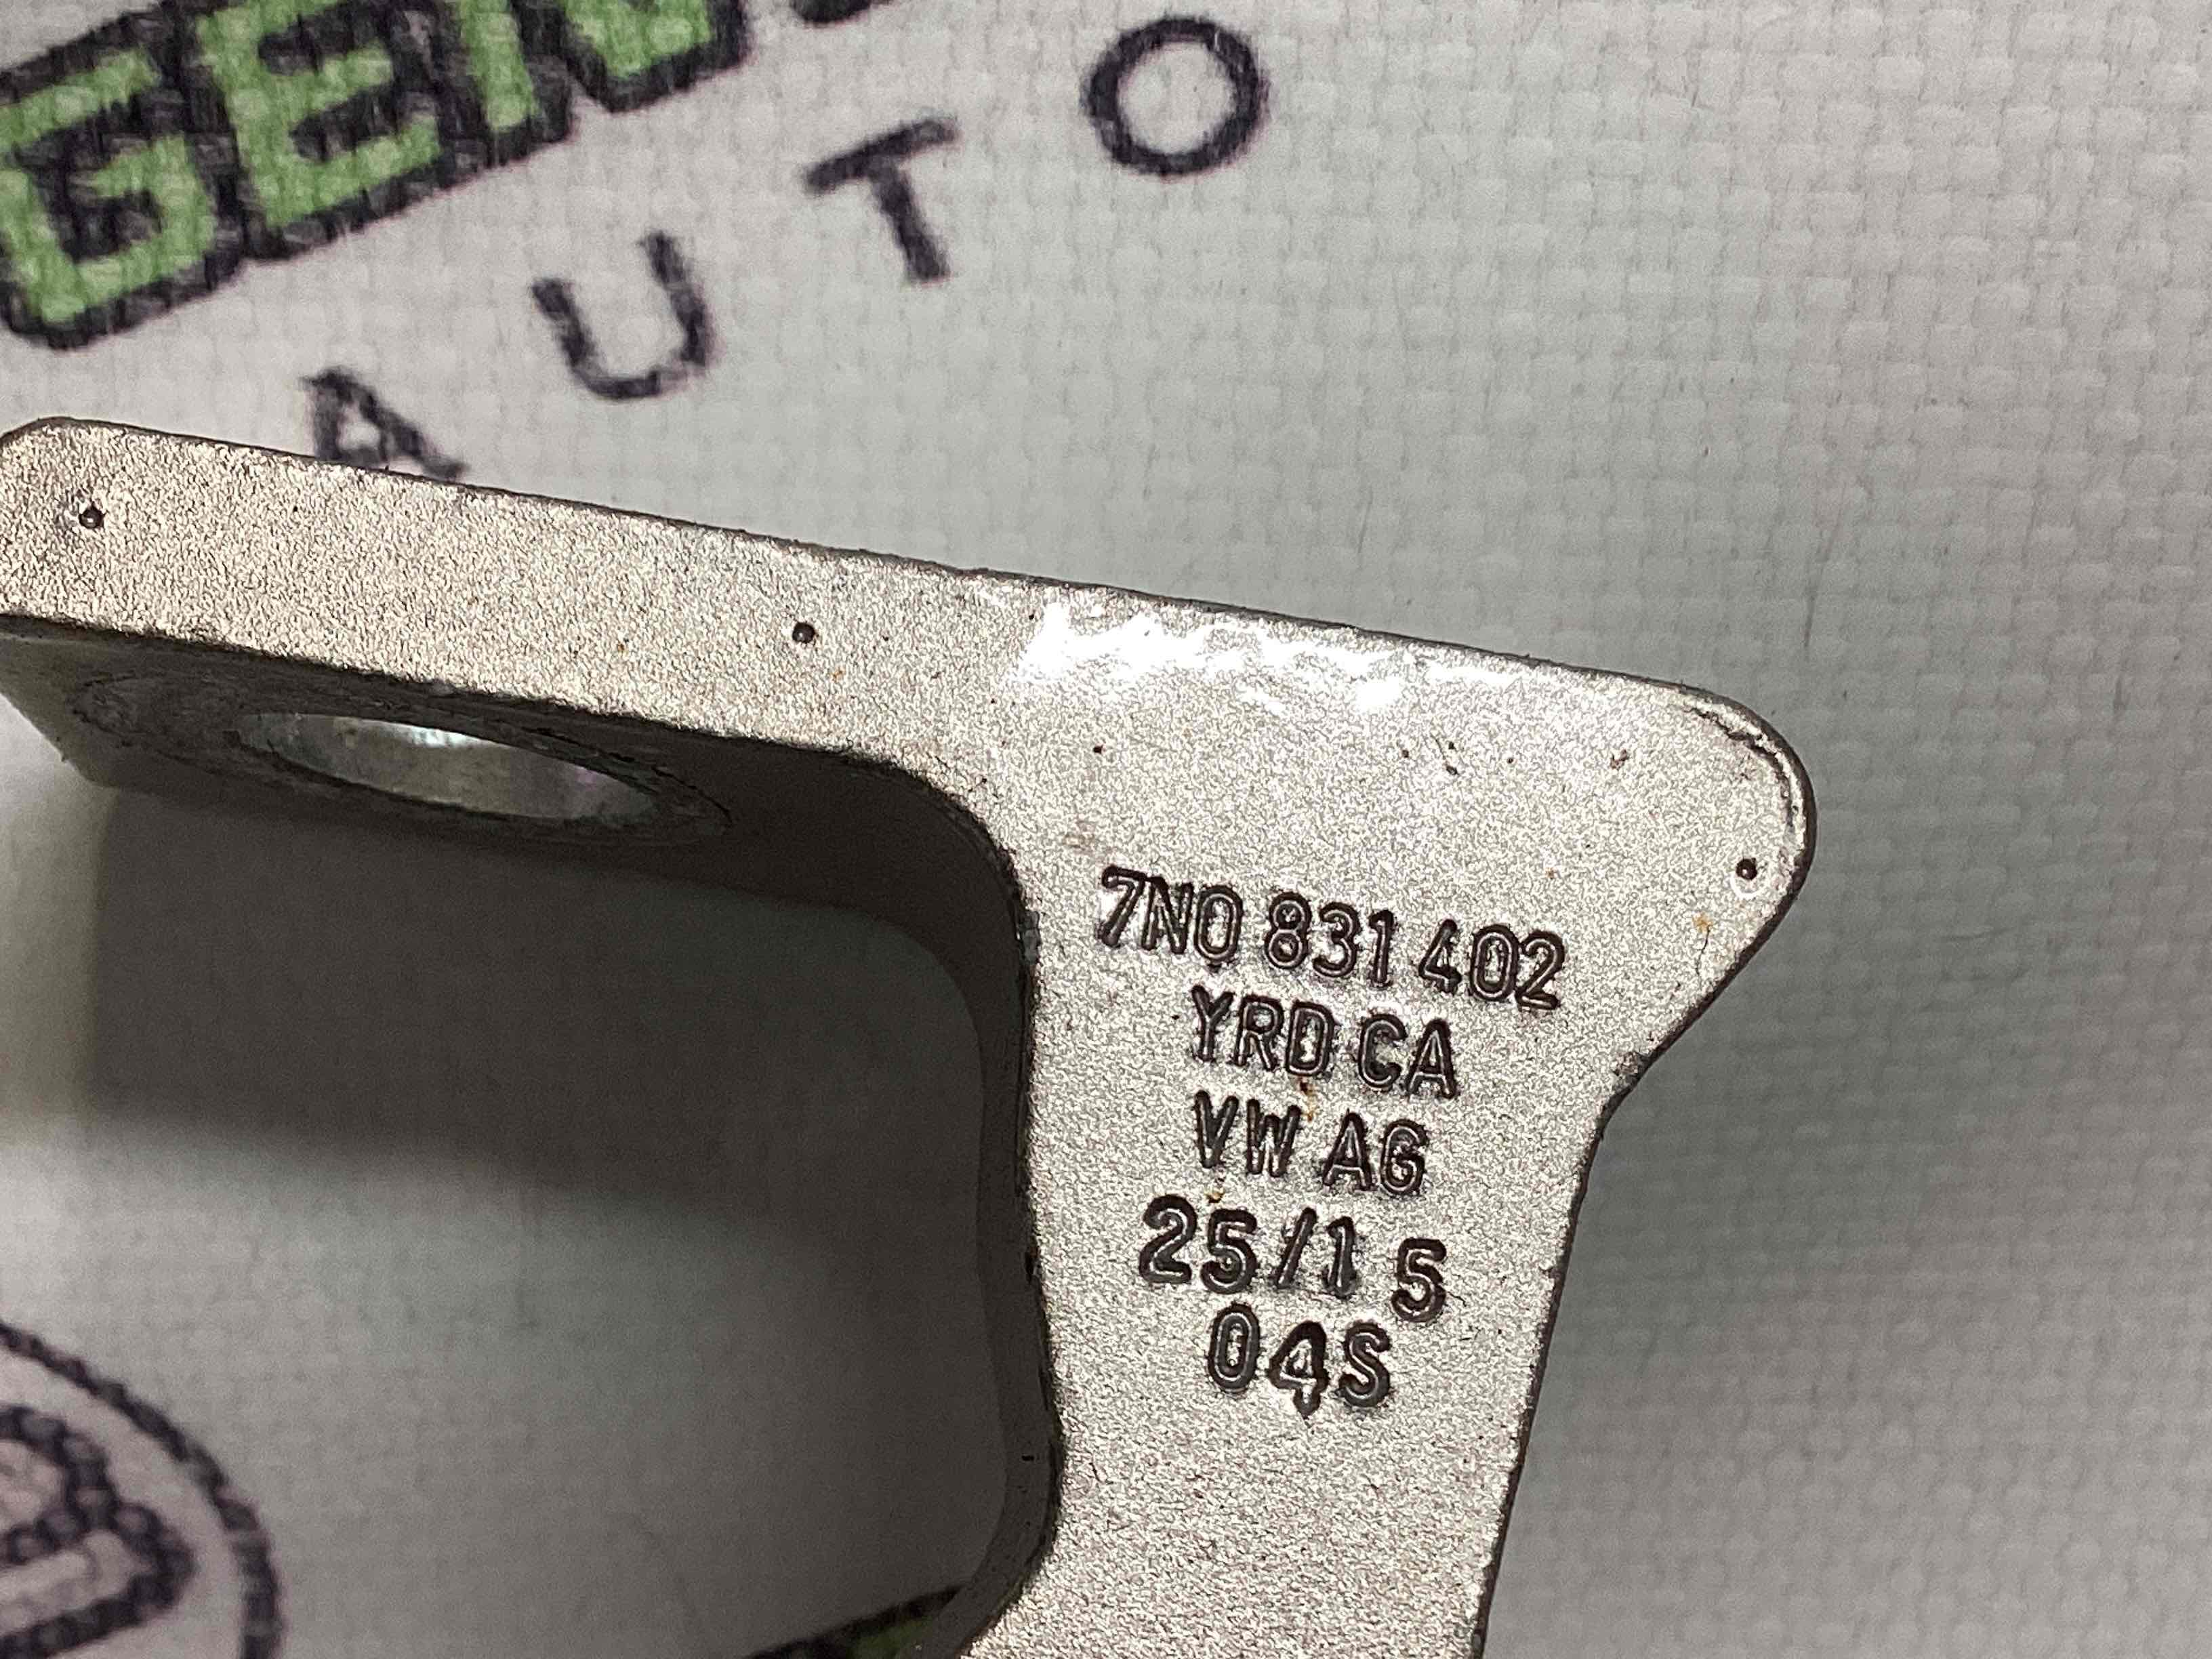 AUTO
7N0 831 402
YRD CA
VW AG
25/1 5
04S